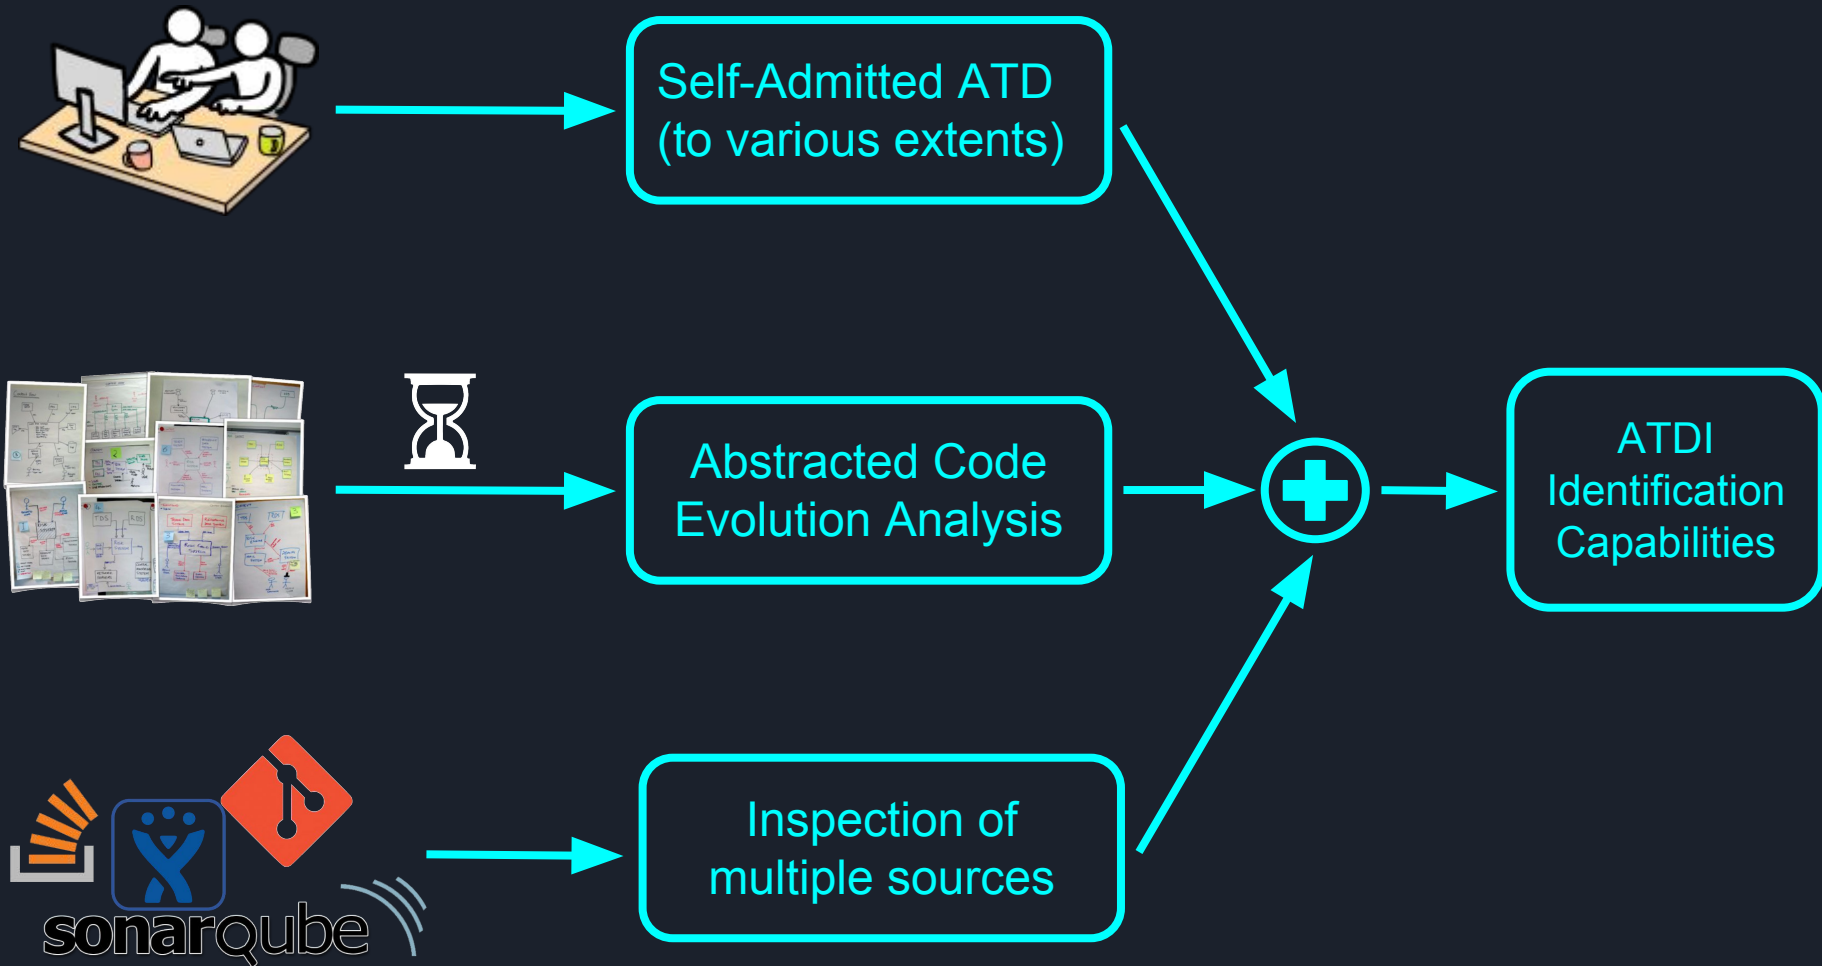 Self-Admitted ATD
(to various extents)
Abstracted Code
Evolution Analysis
ATDI
Identification
Capabilities
Inspection of
multiple sources
sonarqube